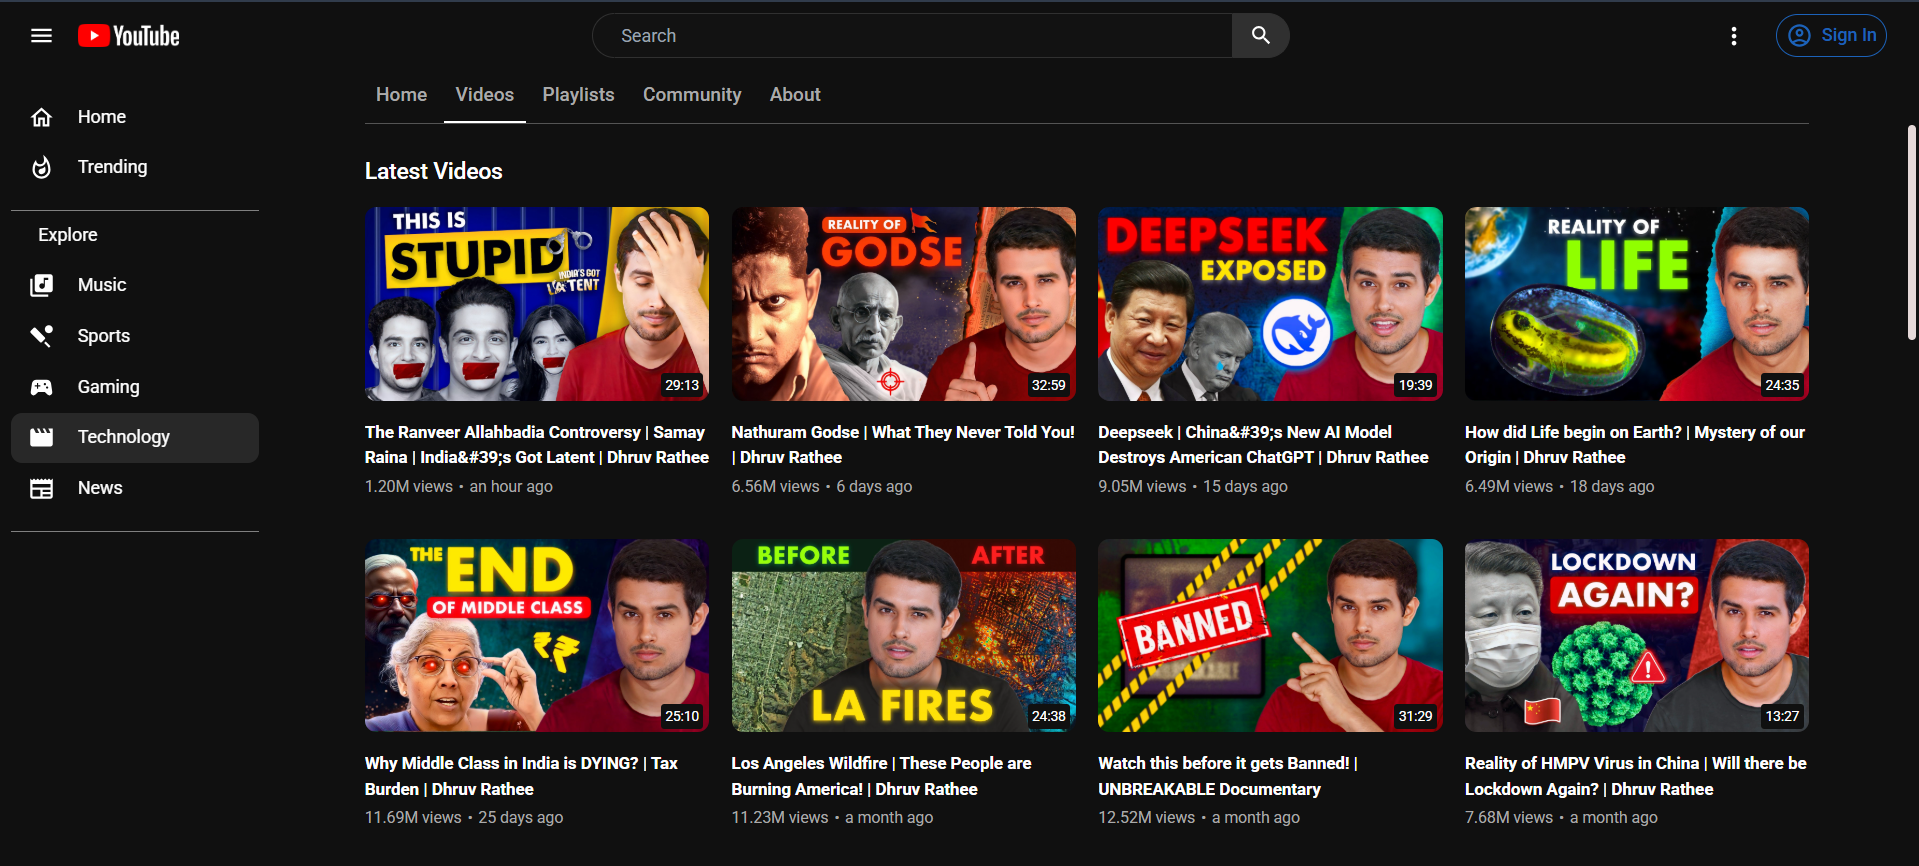 YouTube
Search
Sign In
Home
Trending
Explore
Music
Sports
Gaming
Technology
News
Home
Videos
Playlists
Community
About
Latest Videos
THIS IS
STUPID
INDIA'S GOT
LATENT
29:13
The Ranveer Allahbadia Controversy | Samay
Raina | India&#39;s Got Latent | Dhruv Rathee
1.20M views • an hour ago
REALITY OF
GODSE
32:59
Nathuram Godse | What They Never Told You!
| Dhruv Rathee
6.56M views • 6 days ago
DEEPSEEK
EXPOSED
19:39
Deepseek | China&#39;s New AI Model
Destroys American ChatGPT | Dhruv Rathee
9.05M views • 15 days ago
REALITY OF
LIFE
24:35
How did Life begin on Earth? | Mystery of our
Origin | Dhruv Rathee
6.49M views • 18 days ago
THE
END
OF MIDDLE CLASS
25:10
Why Middle Class in India is DYING? | Tax
Burden | Dhruv Rathee
11.69M views • 25 days ago
BEFORE
AFTER
LA FIRES
24:38
Los Angeles Wildfire | These People are
Burning America! | Dhruv Rathee
11.23M views • a month ago
BANNED
31:29
Watch this before it gets Banned! |
UNBREAKABLE Documentary
12.52M views • a month ago
LOCKDOWN
AGAIN?
13:27
Reality of HMPV Virus in China | Will there be
Lockdown Again? | Dhruv Rathee
7.68M views • a month ago